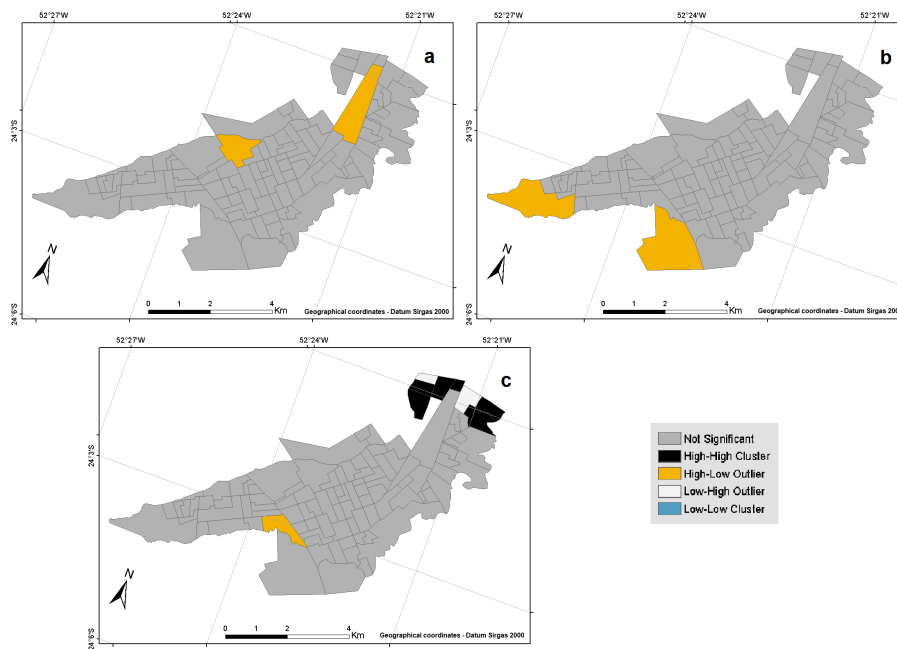 52°27'W 52°24'W 52°21'W
a
24°3'S
N
24°6'S
0 1 2 4
Km
Geographical coordinates - Datum Sirgas 2000
52°27'W 52°24'W 52°21'W
b
24°3'S
N
24°6'S
0 1 2 4
Km
Geographical coordinates - Datum Sirgas 2000
52°27'W 52°24'W 52°21'W
c
24°3'S
N
24°6'S
0 1 2 4
Km
Geographical coordinates - Datum Sirgas 2000
Not Significant
High-High Cluster
High-Low Outlier
Low-High Outlier
Low-Low Cluster